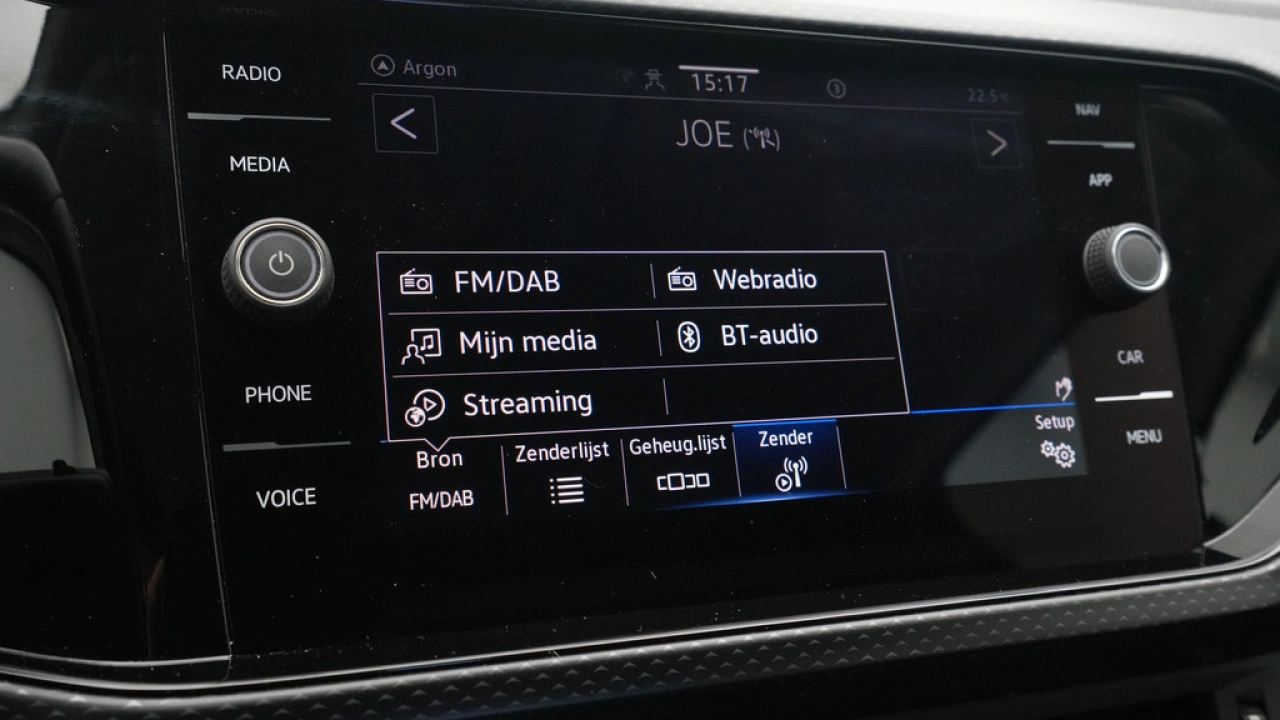 RADIO
MEDIA
PHONE
VOICE
Argon
15:17
3
22.5°C
JOE
FM/DAB
Webradio
Mijn media
BT-audio
Streaming
Bron
FM/DAB
Zenderlijst
Geheug.lijst
Zender
Setup
NAV
APP
CAR
MENU